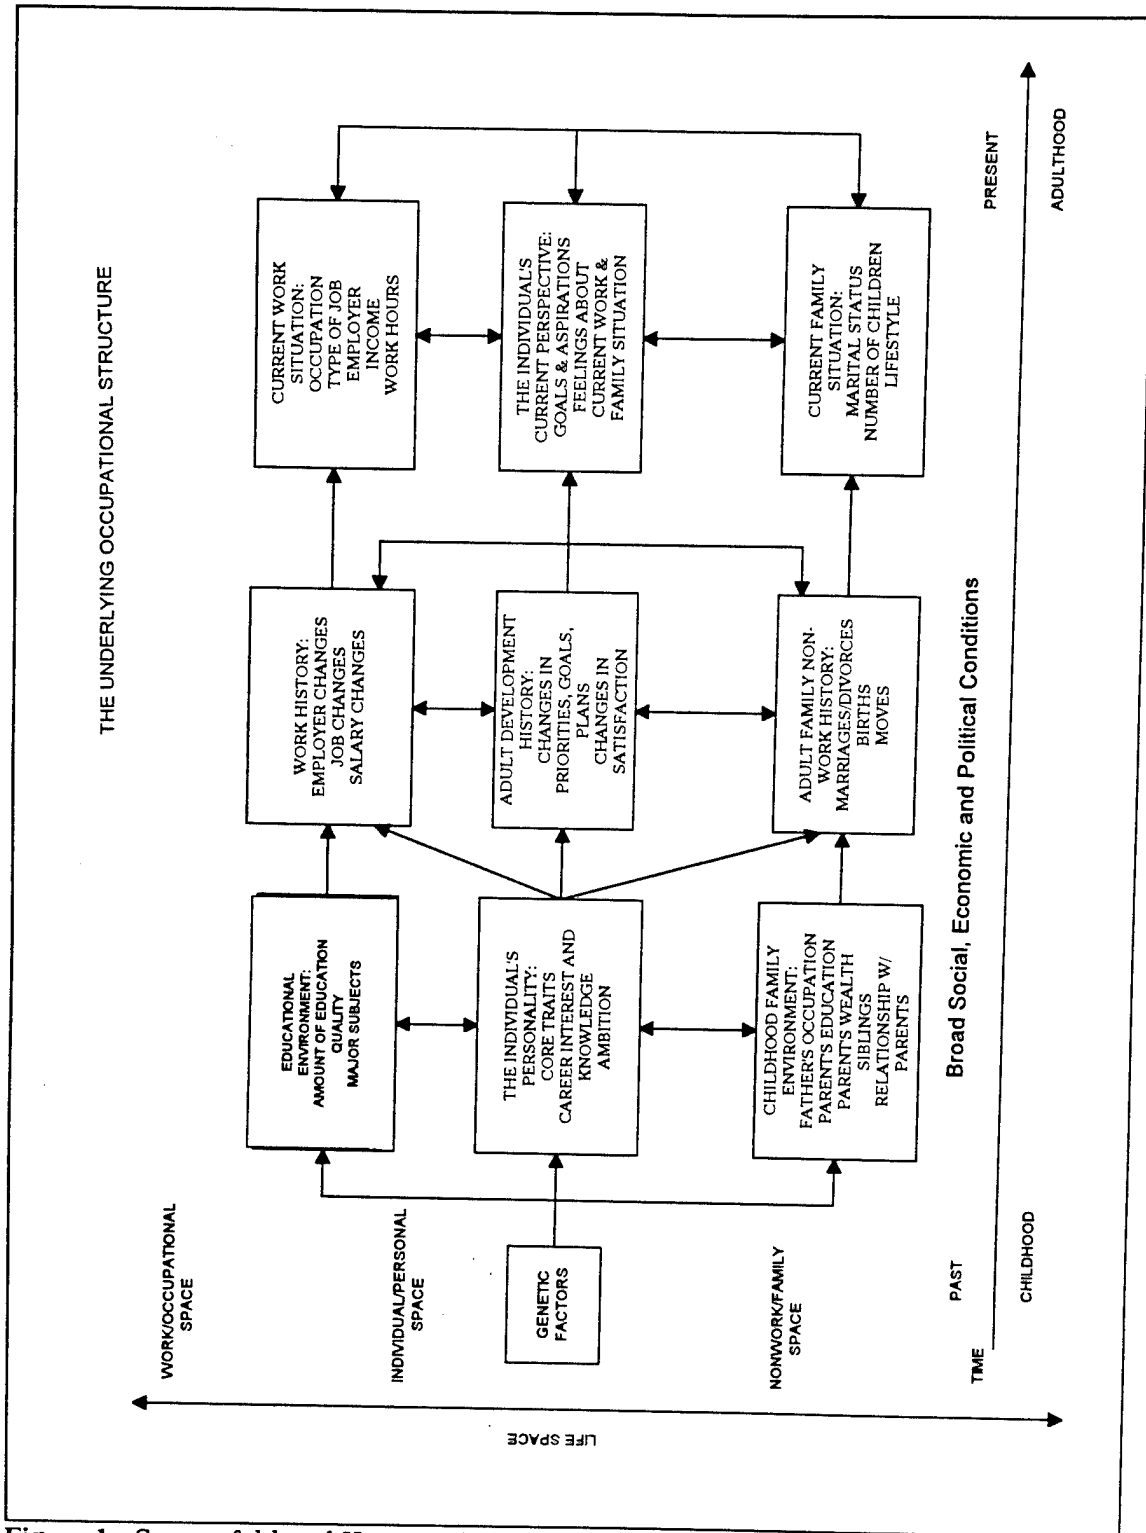 THE UNDERLYING OCCUPATIONAL STRUCTURE
WORK/OCCUPATIONAL
SPACE
EDUCATIONAL
ENVIRONMENT:
AMOUNT OF EDUCATION
QUALITY
MAJOR SUBJECTS
WORK HISTORY:
EMPLOYER CHANGES
JOB CHANGES
SALARY CHANGES
CURRENT WORK
SITUATION:
OCCUPATION
TYPE OF JOB
EMPLOYER
INCOME
WORK HOURS
INDIVIDUAL/PERSONAL
SPACE
GENETIC
FACTORS
THE INDIVIDUAL'S
PERSONALITY:
CORE TRAITS
CAREER INTEREST AND
KNOWLEDGE
AMBITION
ADULT DEVELOPMENT
HISTORY:
CHANGES IN
PRIORITIES, GOALS,
PLANS
CHANGES IN
SATISFACTION
THE INDIVIDUAL'S
CURRENT PERSPECTIVE:
GOALS & ASPIRATIONS
FEELINGS ABOUT
CURRENT WORK &
FAMILY SITUATION
NONWORK/FAMILY
SPACE
CHILDHOOD FAMILY
ENVIRONMENT:
FATHER'S OCCUPATION
PARENT'S EDUCATION
PARENT'S WEALTH
SIBLINGS
RELATIONSHIP W/
PARENTS
ADULT FAMILY NON-
WORK HISTORY:
MARRIAGES/DIVORCES
BIRTHS
MOVES
CURRENT FAMILY
SITUATION:
MARITAL STATUS
NUMBER OF CHILDREN
LIFESTYLE
LIFE SPACE
Broad Social, Economic and Political Conditions
TIME
PAST
PRESENT
CHILDHOOD
ADULTHOOD